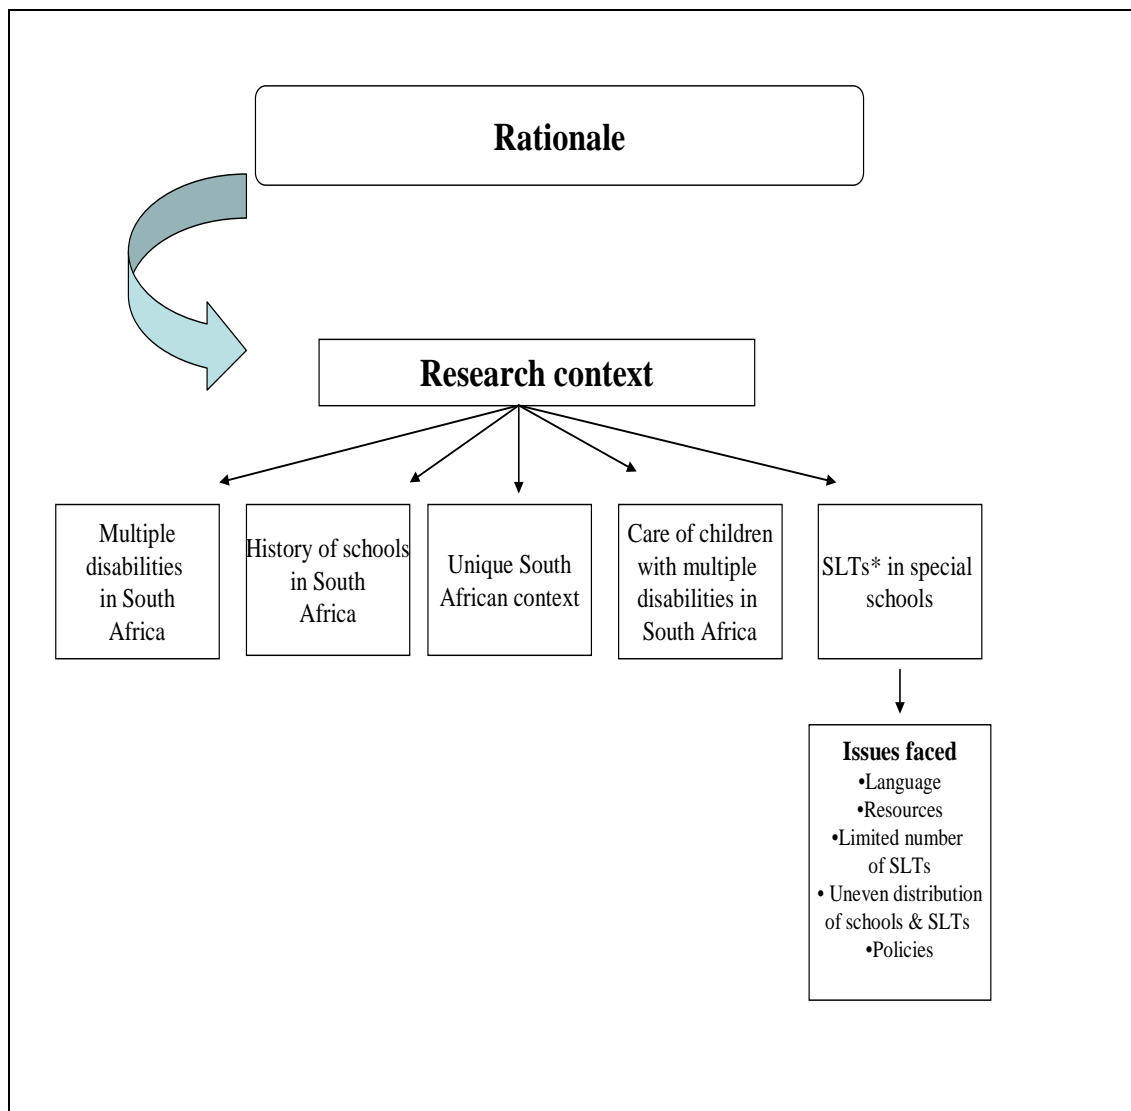 Rationale
Research context
Multiple
disabilities
in South
Africa
History of schools
in South
Africa
Unique South
African context
Care of children
with multiple
disabilities in
South Africa
SLTs* in special
schools
Issues faced
•Language
•Resources
•Limited number
of SLTs
• Uneven distribution
of schools & SLTs
•Policies